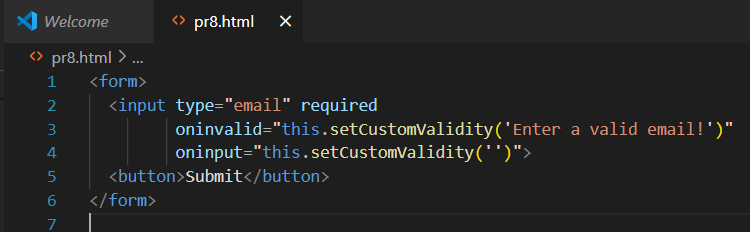 Welcome
pr8.html
pr8.html > ...
1 <form>
2 <input type="email" required
3 oninvalid="this.setCustomValidity('Enter a valid email!')"
4 oninput="this.setCustomValidity('')">
5 <button>Submit</button>
6 </form>
7